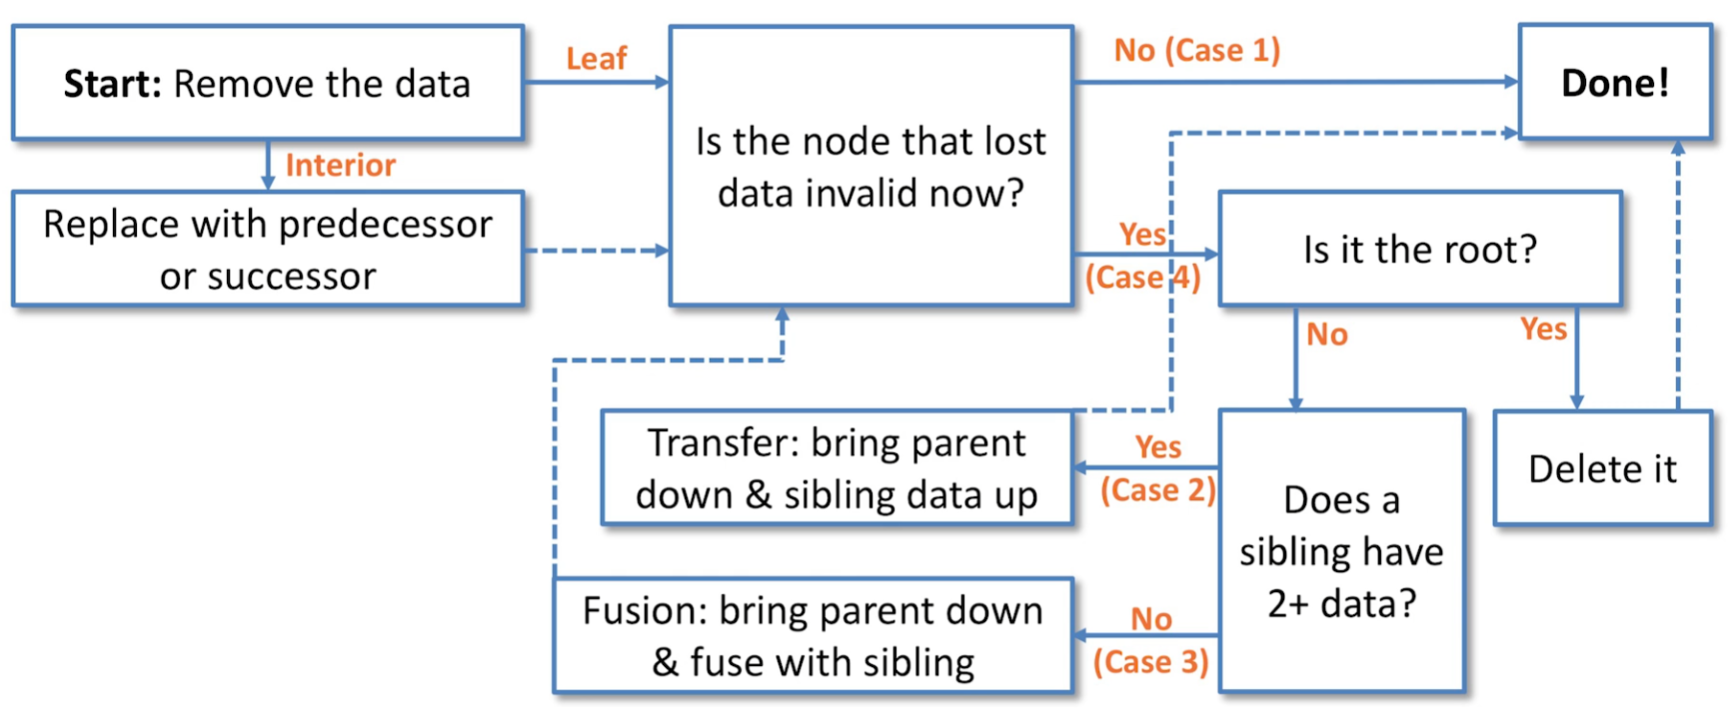 Start: Remove the data
Leaf
Interior
Replace with predecessor
or successor
Is the node that lost
data invalid now?
No (Case 1)
Done!
Yes
(Case 4)
Is it the root?
No
Yes
Transfer: bring parent
down & sibling data up
Yes
(Case 2)
Does a
sibling have
2+ data?
Delete it
Fusion: bring parent down
& fuse with sibling
No
(Case 3)